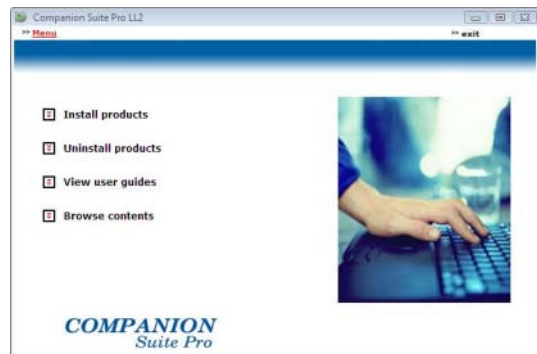 Companion Suite Pro LL2
>> Menu
>> exit
Install products
Uninstall products
View user guides
Browse contents
COMPANION
Suite Pro